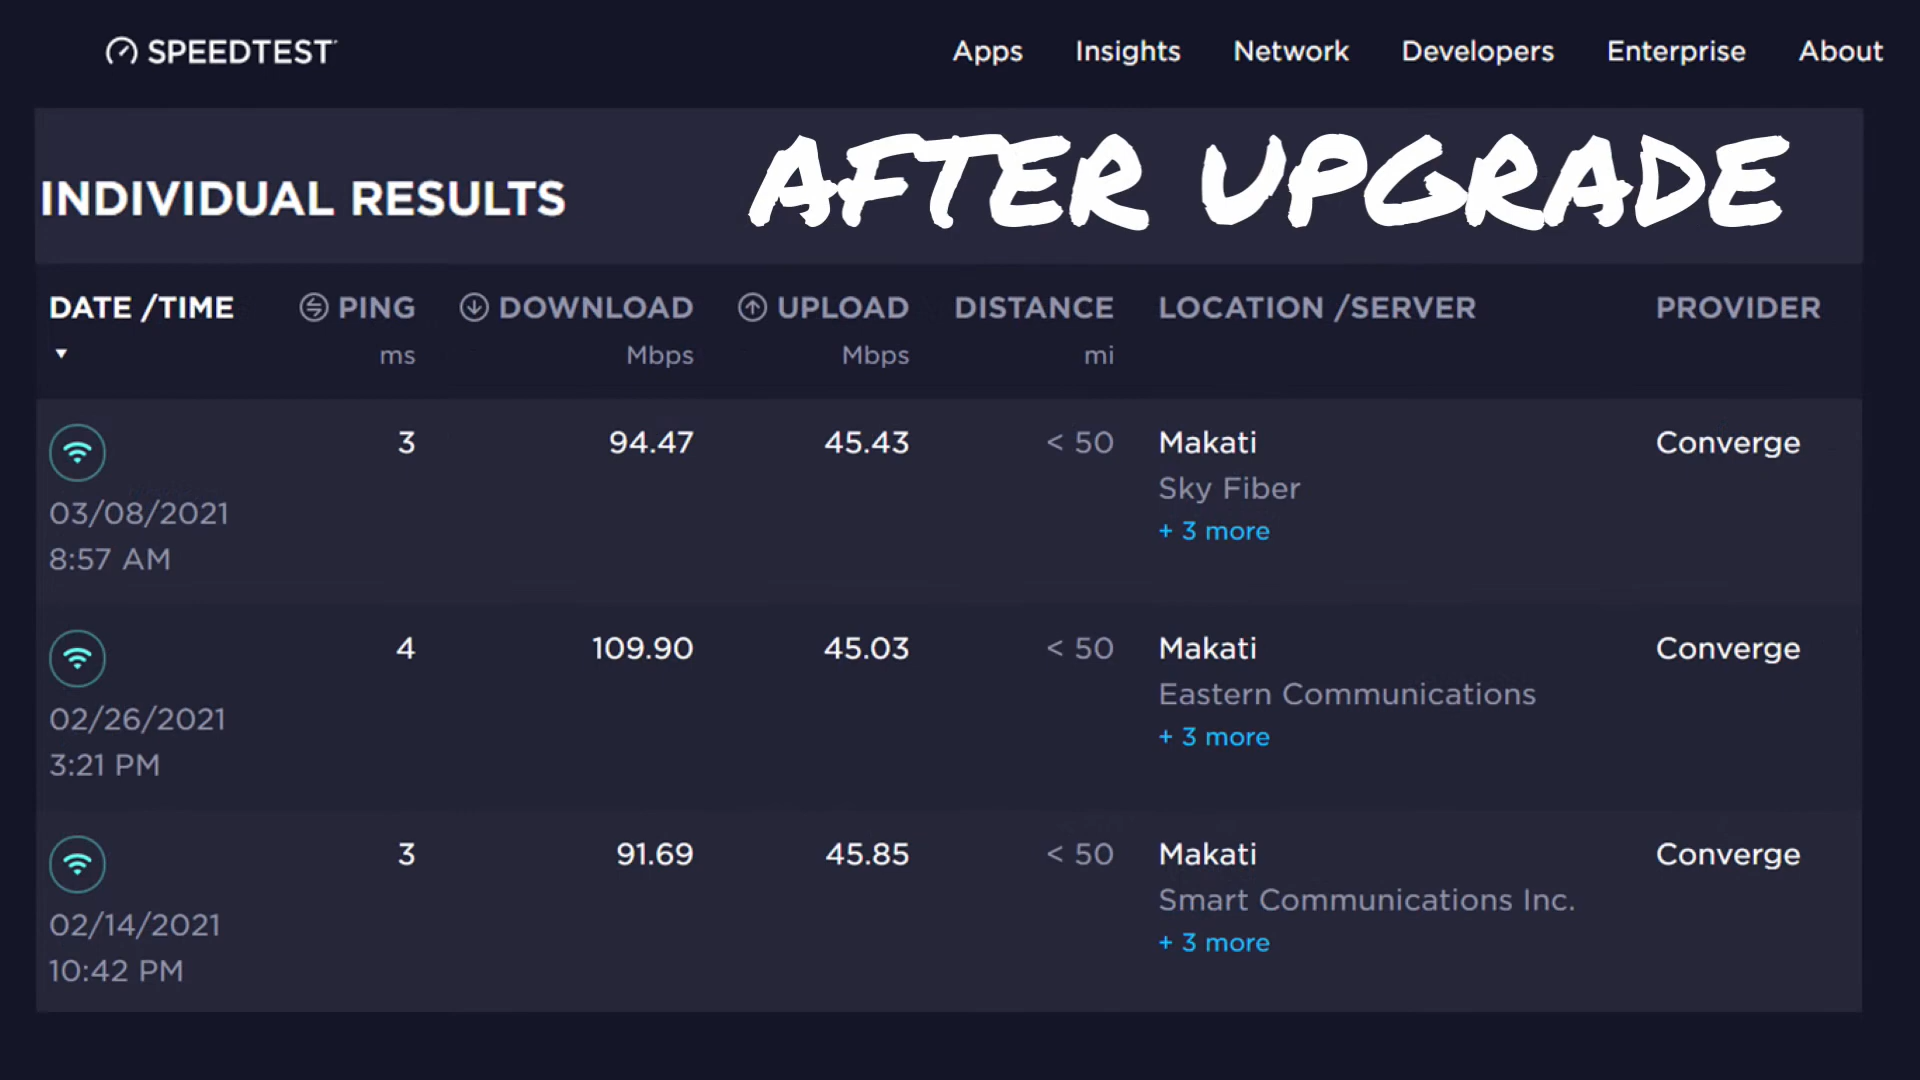 SPEEDTEST Apps Insights Network Developers Enterprise About
INDIVIDUAL RESULTS AFTER UPGRADE
DATE /TIME PING DOWNLOAD UPLOAD DISTANCE LOCATION /SERVER PROVIDER
ms Mbps Mbps mi
3 94.47 45.43 < 50 Makati Converge
Sky Fiber
03/08/2021
+ 3 more
8:57 AM
4 109.90 45.03 < 50 Makati Converge
Eastern Communications
02/26/2021
+ 3 more
3:21 PM
3 91.69 45.85 < 50 Makati Converge
Smart Communications Inc.
02/14/2021
+ 3 more
10:42 PM